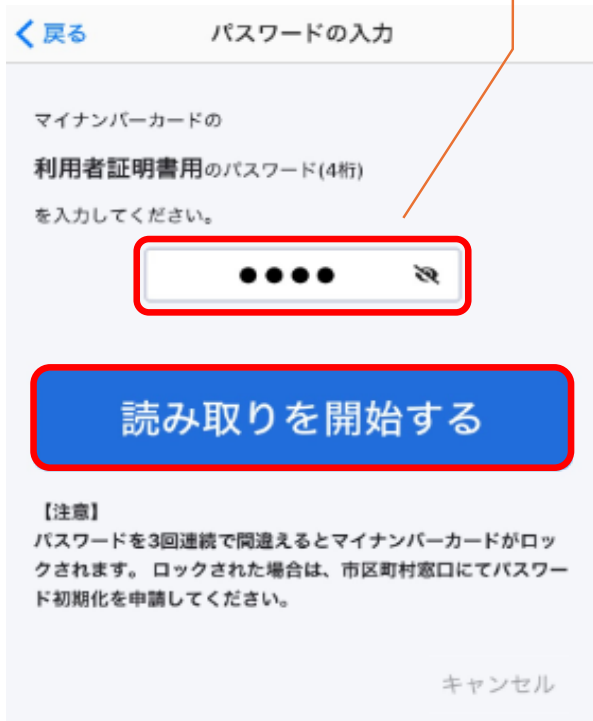 戻る パスワードの入力
マイナンバーカードの
利用者証明書用のパスワード(4桁)
を入力してください。
●●●●
読み取りを開始する
【注意】
パスワードを3回連続で間違えるとマイナンバーカードがロッ
クされます。 ロックされた場合は、市区町村窓口にてパスワー
ド初期化を申請してください。
キャンセル